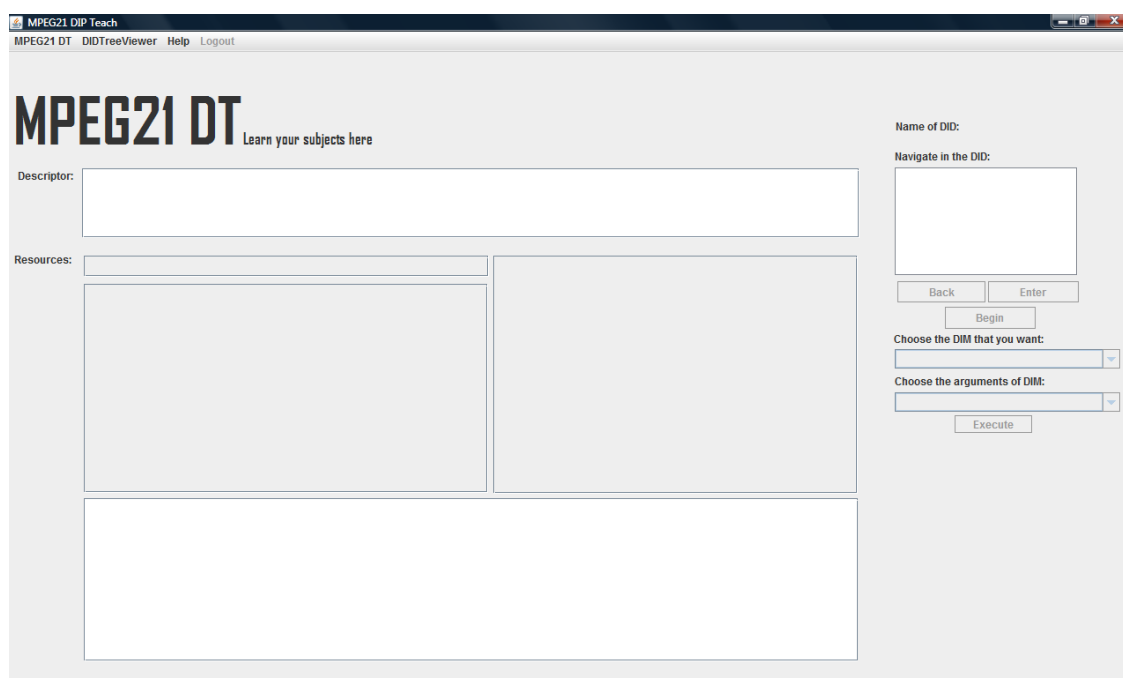 MPEG21 DIP Teach
MPEG21 DT DIDTreeViewer Help Logout
MPEG21 DT Learn your subjects here
Descriptor:
Resources:
Name of DID:
Navigate in the DID:
Back Enter
Begin
Choose the DIM that you want:
Choose the arguments of DIM:
Execute